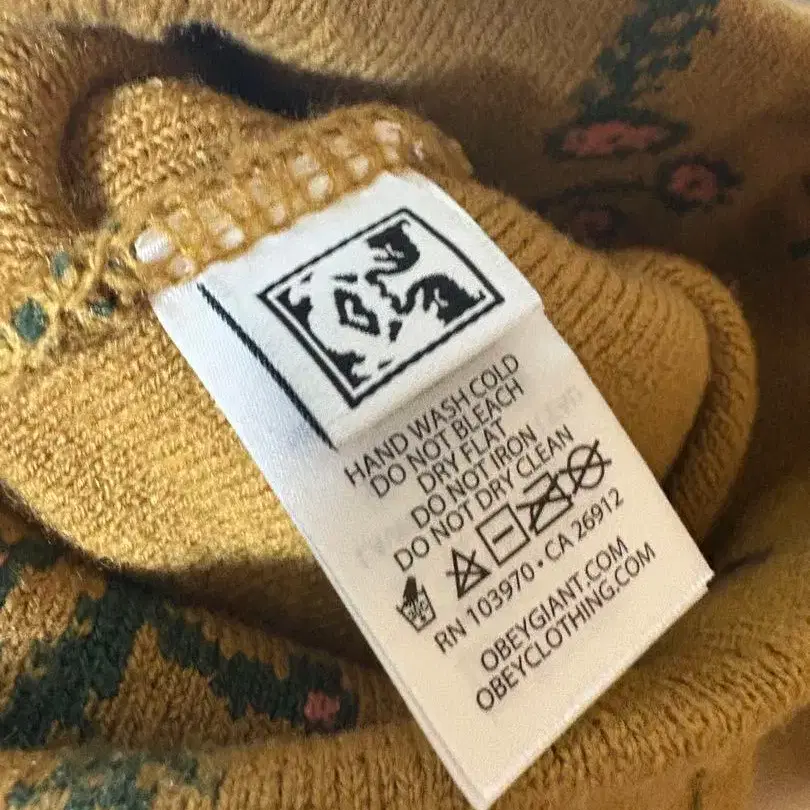 HAND WASH COLD
DO NOT BLEACH
DRY FLAT
DO NOT IRON
DO NOT DRY CLEAN
RN 103970 • CA 26912
OBEYGIANT.COM
OBEYCLOTHING.COM